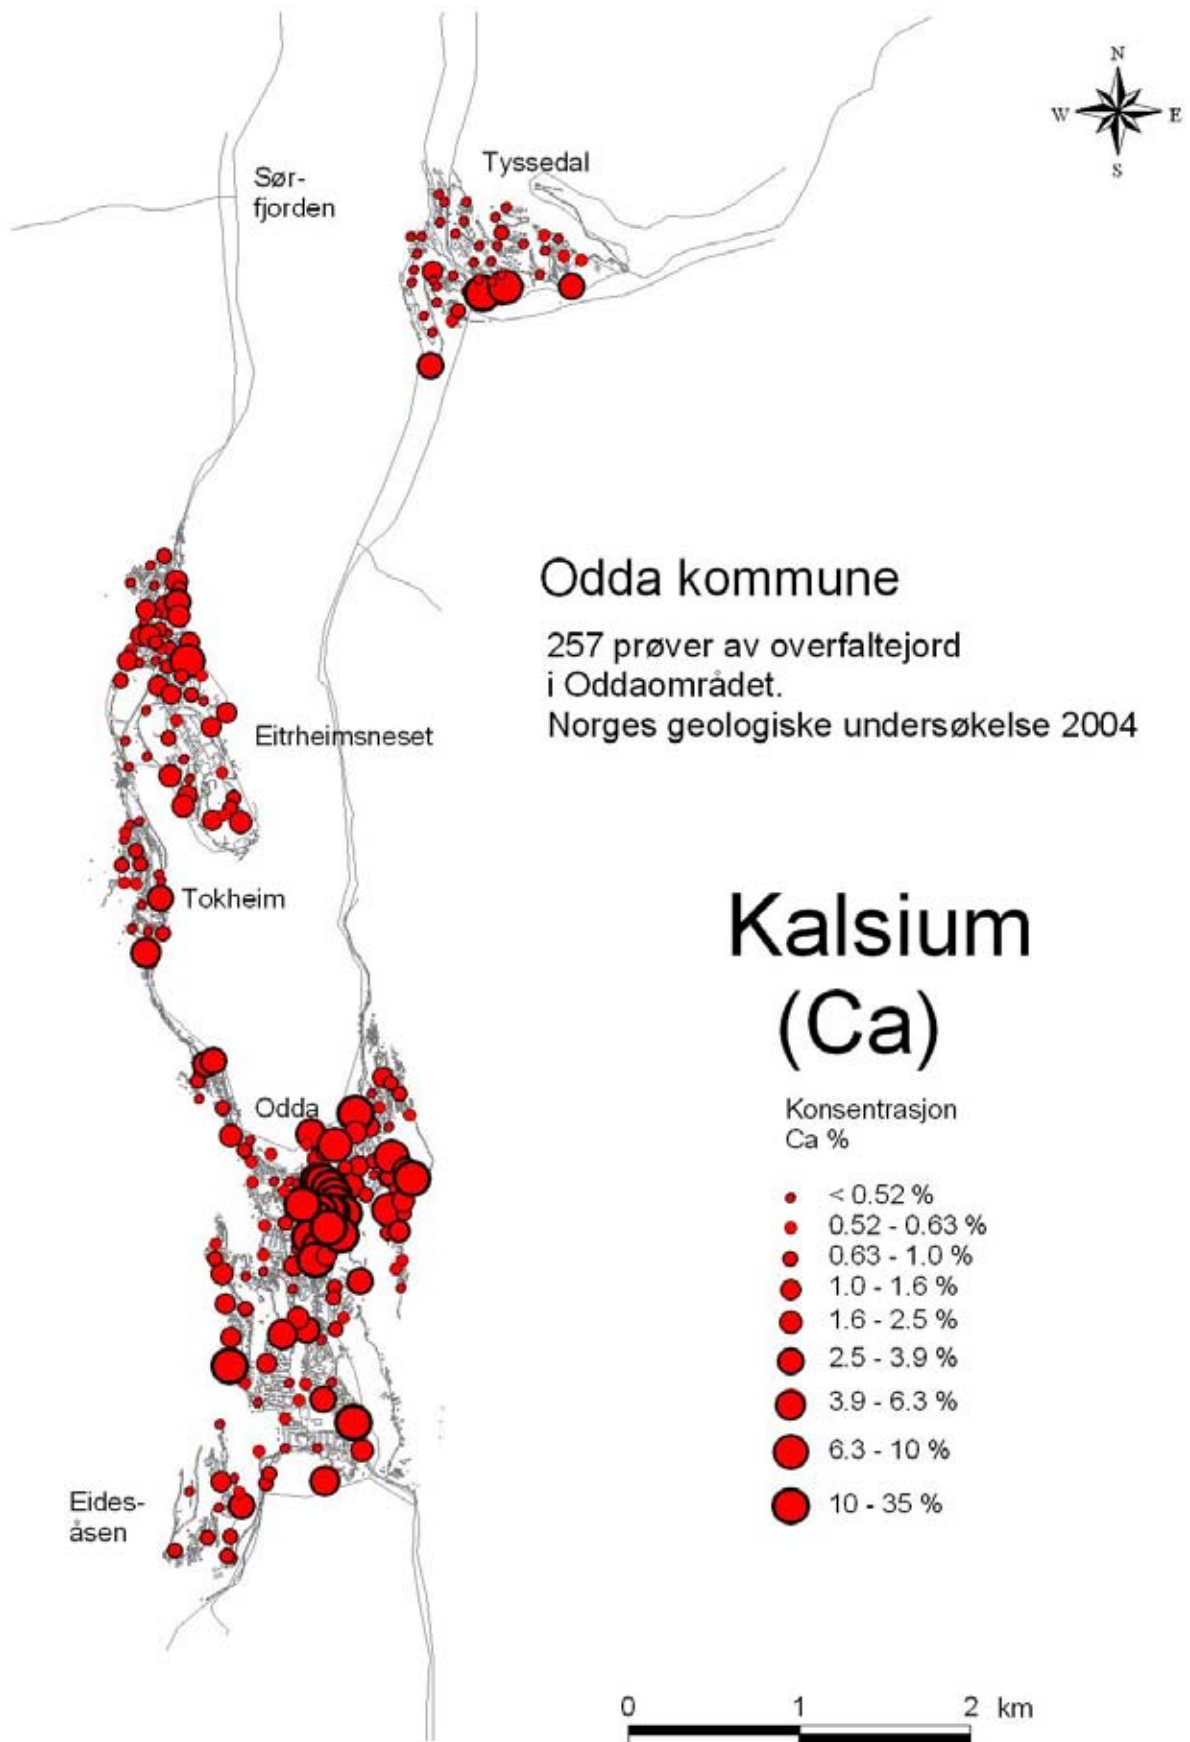 N
W E
S
Tyssedal
Sør-
fjorden
Odda kommune
257 prøver av overfaltejord
i Oddaområdet.
Norges geologiske undersøkelse 2004
Eitrheimsneset
Tokheim
Kalsium
(Ca)
Odda
Konsentrasjon
Ca %
< 0.52 %
0.52 - 0.63 %
0.63 - 1.0 %
1.0 - 1.6 %
1.6 - 2.5 %
2.5 - 3.9 %
3.9 - 6.3 %
6.3 - 10 %
10 - 35 %
Eides-
åsen
0 1 2 km